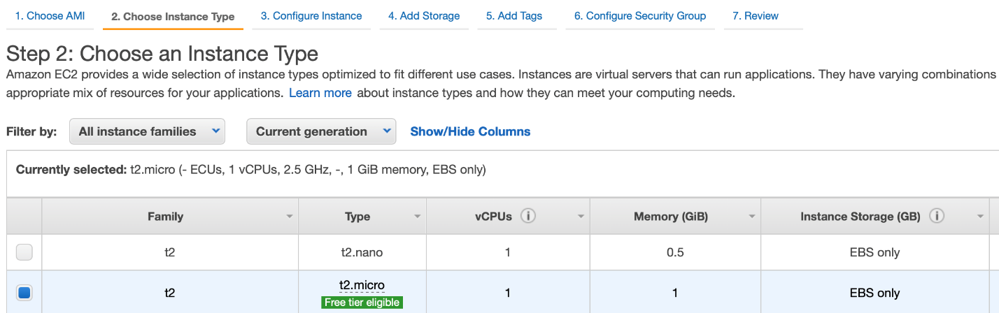 1. Choose AMI 2. Choose Instance Type 3. Configure Instance 4. Add Storage 5. Add Tags 6. Configure Security Group 7. Review
Step 2: Choose an Instance Type
Amazon EC2 provides a wide selection of instance types optimized to fit different use cases. Instances are virtual servers that can run applications. They have varying combinations
appropriate mix of resources for your applications. Learn more about instance types and how they can meet your computing needs.
Filter by: All instance families Current generation Show/Hide Columns
Currently selected: t2.micro (- ECUs, 1 vCPUs, 2.5 GHz, -, 1 GiB memory, EBS only)
Family Type vCPUs i Memory (GiB) Instance Storage (GB) i
t2 t2.nano 1 0.5 EBS only
t2 t2.micro 1 1 EBS only
Free tier eligible